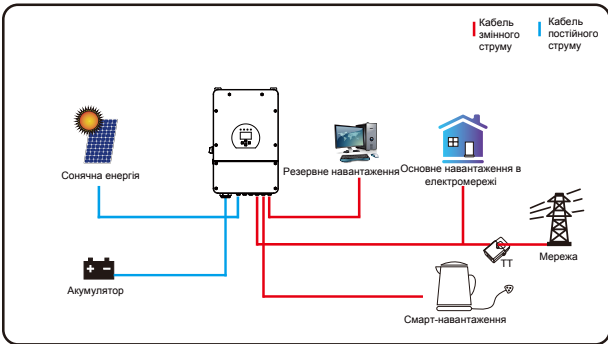 Кабель
змінного
струму
Кабель
постійного
струму
Сонячна енергія
Резервне навантаження
Основне навантаження в
електромережі
Акумулятор
ТТ
Мережа
Смарт-навантаження